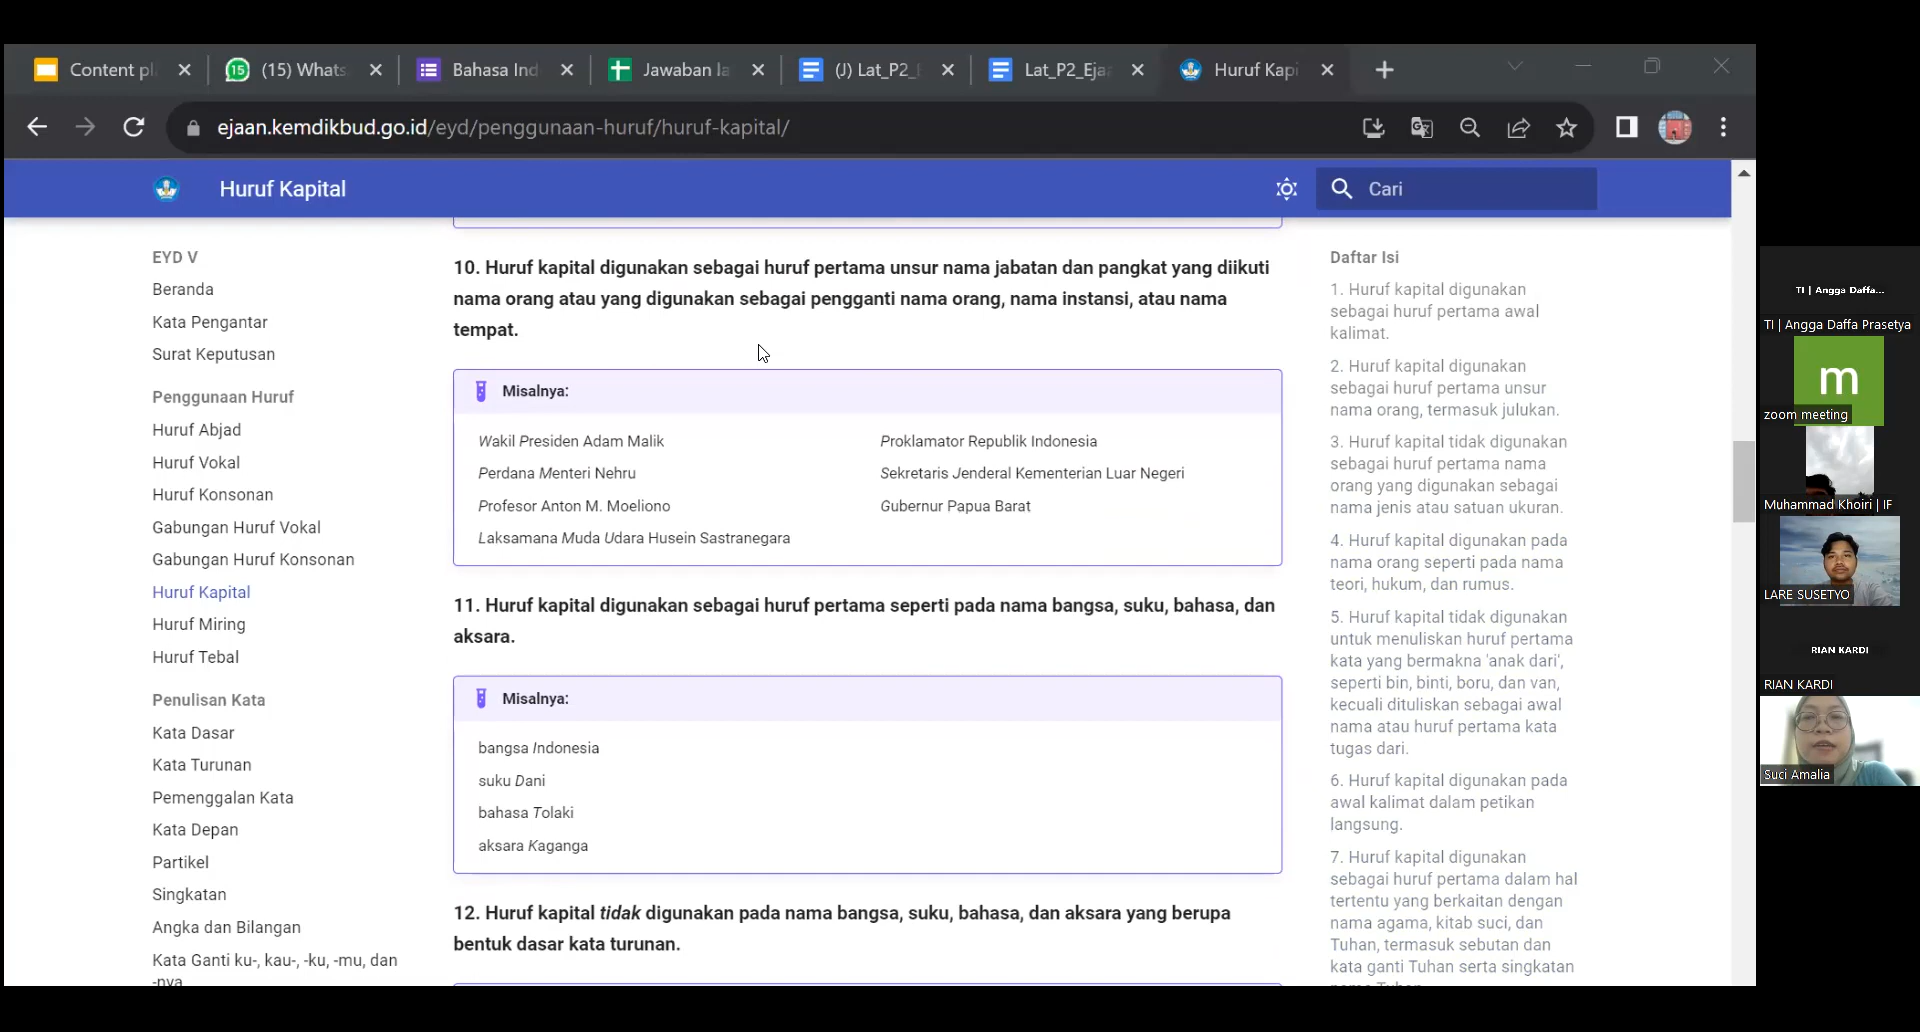 Content pl
(15) Whats
Bahasa Ind
Jawaban la
(J) Lat_P2_
Lat_P2_Ejaa
Huruf Kapi
ejaan.kemdikbud.go.id/eyd/penggunaan-huruf/huruf-kapital/
Huruf Kapital
Cari
EYD V
Beranda
Kata Pengantar
Surat Keputusan
Penggunaan Huruf
Huruf Abjad
Huruf Vokal
Huruf Konsonan
Gabungan Huruf Vokal
Gabungan Huruf Konsonan
Huruf Kapital
Huruf Miring
Huruf Tebal
Penulisan Kata
Kata Dasar
Kata Turunan
Pemenggalan Kata
Kata Depan
Partikel
Singkatan
Angka dan Bilangan
Kata Ganti ku-, kau-, -ku, -mu, dan
-nya
10. Huruf kapital digunakan sebagai huruf pertama unsur nama jabatan dan pangkat yang diikuti
nama orang atau yang digunakan sebagai pengganti nama orang, nama instansi, atau nama
tempat.
Misalnya:
Wakil Presiden Adam Malik
Perdana Menteri Nehru
Profesor Anton M. Moeliono
Laksamana Muda Udara Husein Sastranegara
Proklamator Republik Indonesia
Sekretaris Jenderal Kementerian Luar Negeri
Gubernur Papua Barat
11. Huruf kapital digunakan sebagai huruf pertama seperti pada nama bangsa, suku, bahasa, dan
aksara.
Misalnya:
bangsa Indonesia
suku Dani
bahasa Tolaki
aksara Kaganga
12. Huruf kapital tidak digunakan pada nama bangsa, suku, bahasa, dan aksara yang berupa
bentuk dasar kata turunan.
Daftar Isi
1. Huruf kapital digunakan
sebagai huruf pertama awal
kalimat.
2. Huruf kapital digunakan
sebagai huruf pertama unsur
nama orang, termasuk julukan.
3. Huruf kapital tidak digunakan
sebagai huruf pertama nama
orang yang digunakan sebagai
nama jenis atau satuan ukuran.
4. Huruf kapital digunakan pada
nama orang seperti pada nama
teori, hukum, dan rumus.
5. Huruf kapital tidak digunakan
untuk menuliskan huruf pertama
kata yang bermakna 'anak dari',
seperti bin, binti, boru, dan van,
kecuali dituliskan sebagai awal
nama atau huruf pertama kata
tugas dari.
6. Huruf kapital digunakan pada
awal kalimat dalam petikan
langsung.
7. Huruf kapital digunakan
sebagai huruf pertama dalam hal
tertentu yang berkaitan dengan
nama agama, kitab suci, dan
Tuhan, termasuk sebutan dan
kata ganti Tuhan serta singkatan
nama Tuhan.
TI | Angga Daffa...
TI | Angga Daffa Prasetya
m
zoom meeting
Muhammad Khoiri | IF
LARE SUSETYO
RIAN KARDI
RIAN KARDI
Suci Amalia